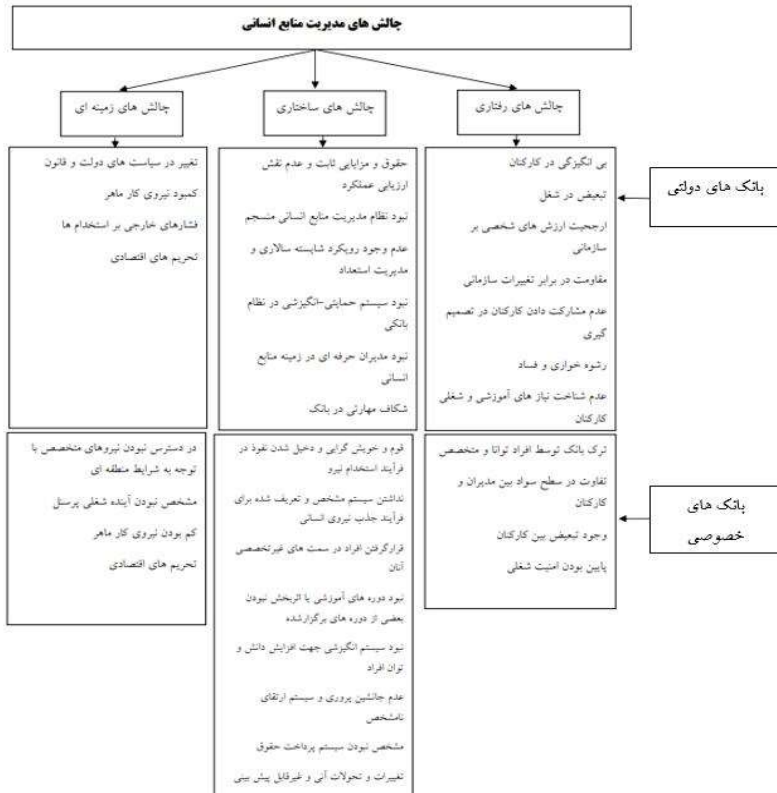 چالش های مدیریت منابع انسانی
چالش های رفتاری
چالش های ساختاری
چالش های زمینه ای
بانک های دولتی
بی انگیزگی در کارکنان
تبعیض در شغل
ارجحیت ارزش های شخصی بر
سازمانی
مقاومت در برابر تغییرات سازمانی
عدم مشارکت دادن کارکنان در تصمیم
گیری
رشوه خواری و فساد
عدم شناخت نیاز های آموزشی و شغلی
کارکنان
حقوق و مزایایی ثابت و عدم نقش
ارزیابی عملکرد
نبود نظام مدیریت منابع انسانی منسجم
عدم وجود رویکرد شایسته سالاری و
مدیریت استعداد
نبود سیستم حمایتی-انگیزشی در نظام
بانکی
نبود مدیران حرفه ای در زمینه منابع
انسانی
شکاف مهارتی در بانک
تغییر در سیاست های دولت و قانون
کمبود نیروی کار ماهر
فشارهای خارجی بر استخدام ها
تحریم های اقتصادی
بانک های
خصوصی
ترک بانک توسط افراد توانا و متخصص
تفاوت در سطح سواد بین مدیران و
کارکنان
وجود تبعیض بین کارکنان
پایین بودن امنیت شغلی
قوم و خویش گرایی و دخیل شدن نفوذ در
فرآیند استخدام نیرو
نداشتن سیستم مشخص و تعریف شده برای
فرآیند جذب نیروی انسانی
قرارگرفتن افراد در سمت های غیرتخصصی
آنان
نبود دوره های آموزشی یا اثربخش نبودن
بعضی از دوره های برگزارشده
نبود سیستم انگیزشی جهت افزایش دانش و
توان افراد
عدم جانشین پروری و سیستم ارتقای
نامشخص
مشخص نبودن سیستم پرداخت حقوق
تغییرات و تحولات آنی و غیرقابل پیش بینی
در دسترس نبودن نیروهای متخصص با
توجه به شرایط منطقه ای
مشخص نبودن آینده شغلی پرسنل
کم بودن نیروی کار ماهر
تحریم های اقتصادی